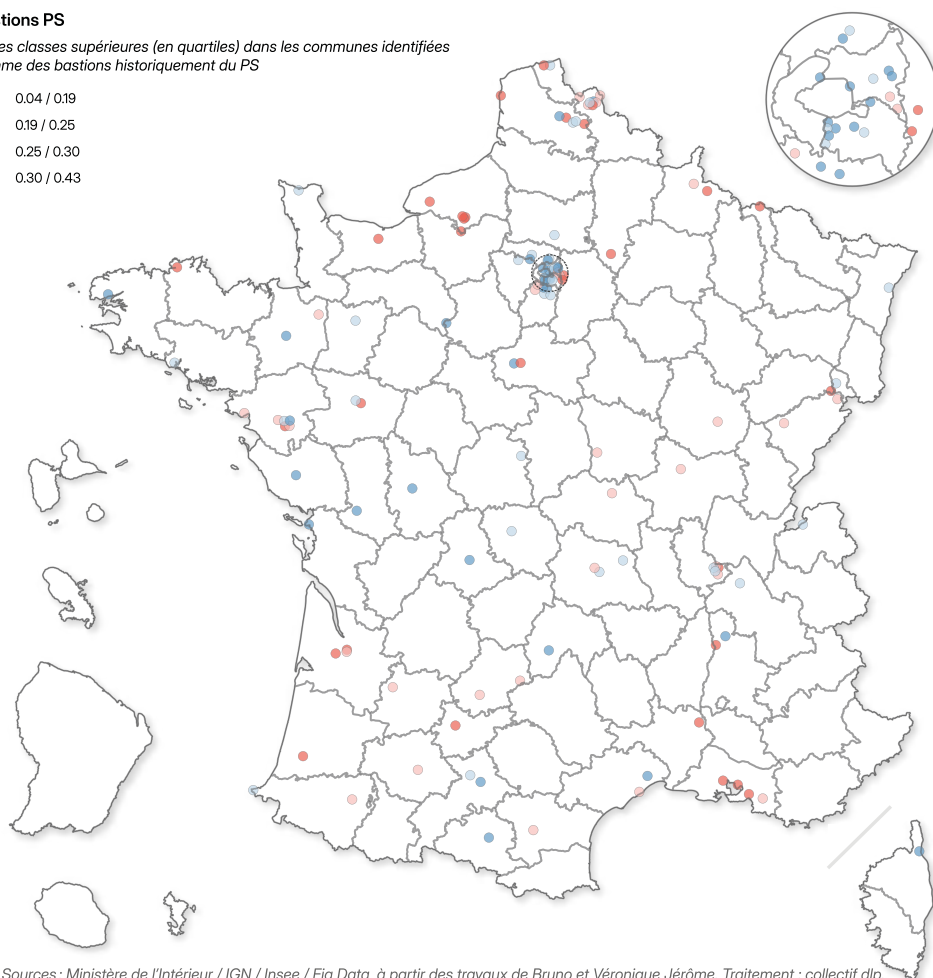 tions PS
es classes supérieures (en quartiles) dans les communes identifiées
me des bastions historiquement du PS
0.04 / 0.19
0.19 / 0.25
0.25 / 0.30
0.30 / 0.43
Sources : Ministère de l'Intérieur / IGN / Insee / Fig Data, à partir des travaux de Bruno et Véronique Jérôme. Traitement : collectif dlp